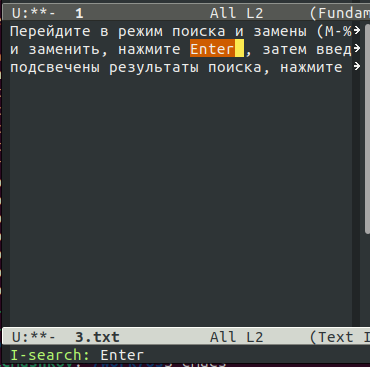 U:**-  1               All L2     (Fundam
Перейдите в режим поиска и замены (M-%
и заменить, нажмите Enter , затем введ
подсвечены результаты поиска, нажмите
U:**-  3.txt           All L2     (Text I
I-search: Enter